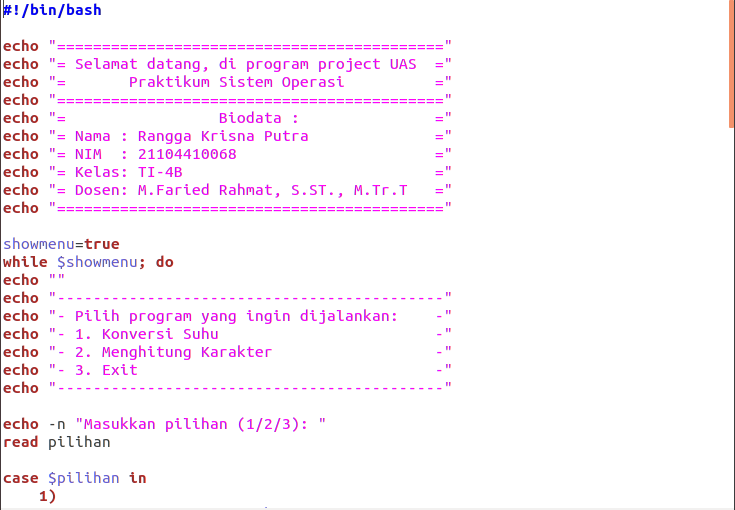 #!/bin/bash

echo "==========================================="
echo "= Selamat datang, di program project UAS  ="
echo "=       Praktikum Sistem Operasi          ="
echo "==========================================="
echo "=                 Biodata :               ="
echo "= Nama : Rangga Krisna Putra              ="
echo "= NIM  : 21104410068                      ="
echo "= Kelas: TI-4B                            ="
echo "= Dosen: M.Faried Rahmat, S.ST., M.Tr.T   ="
echo "==========================================="

showmenu=true
while $showmenu; do
echo ""
echo "-------------------------------------------"
echo "- Pilih program yang ingin dijalankan:    -"
echo "- 1. Konversi Suhu                        -"
echo "- 2. Menghitung Karakter                  -"
echo "- 3. Exit                                 -"
echo "-------------------------------------------"

echo -n "Masukkan pilihan (1/2/3): "
read pilihan

case $pilihan in
    1)